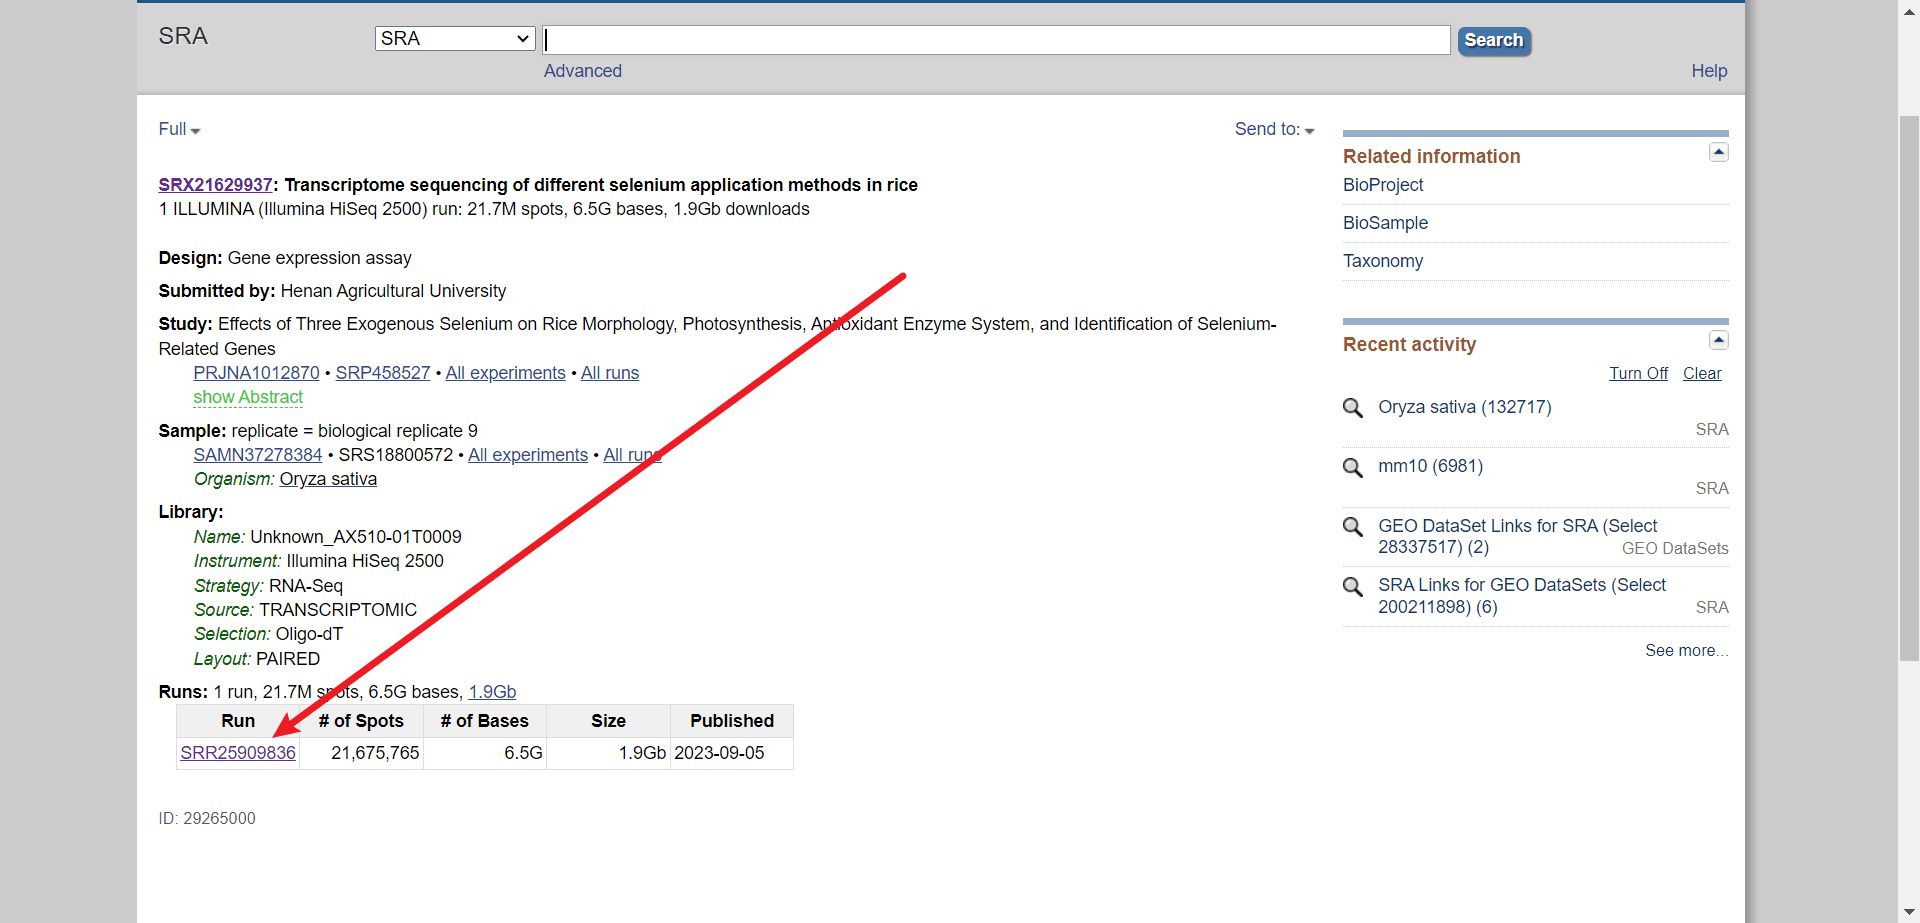 SRA
SRA
Search
Advanced
Help
Full
Send to:
SRX21629937: Transcriptome sequencing of different selenium application methods in rice
1 ILLUMINA (Illumina HiSeq 2500) run: 21.7M spots, 6.5G bases, 1.9Gb downloads
Design: Gene expression assay
Submitted by: Henan Agricultural University
Study: Effects of Three Exogenous Selenium on Rice Morphology, Photosynthesis, Antioxidant Enzyme System, and Identification of Selenium-
Related Genes
PRJNA1012870 • SRP458527 • All experiments • All runs
show Abstract
Sample: replicate = biological replicate 9
SAMN37278384 • SRS18800572 • All experiments • All runs
Organism: Oryza sativa
Library:
Name: Unknown_AX510-01T0009
Instrument: Illumina HiSeq 2500
Strategy: RNA-Seq
Source: TRANSCRIPTOMIC
Selection: Oligo-dT
Layout: PAIRED
Runs: 1 run, 21.7M spots, 6.5G bases, 1.9Gb
Run # of Spots # of Bases Size Published
SRR25909836 21,675,765 6.5G 1.9Gb 2023-09-05
ID: 29265000
Related information
BioProject
BioSample
Taxonomy
Recent activity
Turn Off Clear
Oryza sativa (132717)
SRA
mm10 (6981)
SRA
GEO DataSet Links for SRA (Select
28337517) (2)
GEO DataSets
SRA Links for GEO DataSets (Select
200211898) (6)
SRA
See more...